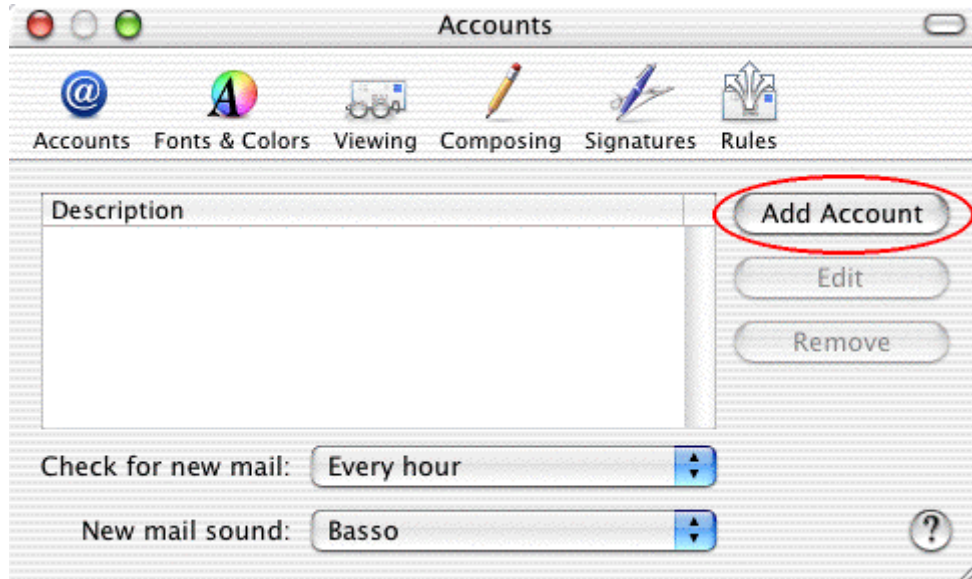 Accounts
Accounts Fonts & Colors Viewing Composing Signatures Rules
Description
Add Account
Edit
Remove
Check for new mail: Every hour
New mail sound: Basso
?